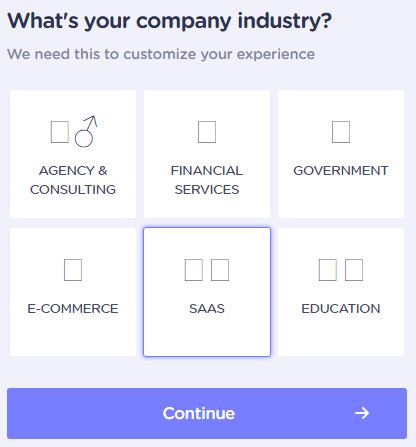 What's your company industry?
We need this to customize your experience
AGENCY &
CONSULTING
FINANCIAL
SERVICES
GOVERNMENT
E-COMMERCE
SAAS
EDUCATION
Continue →